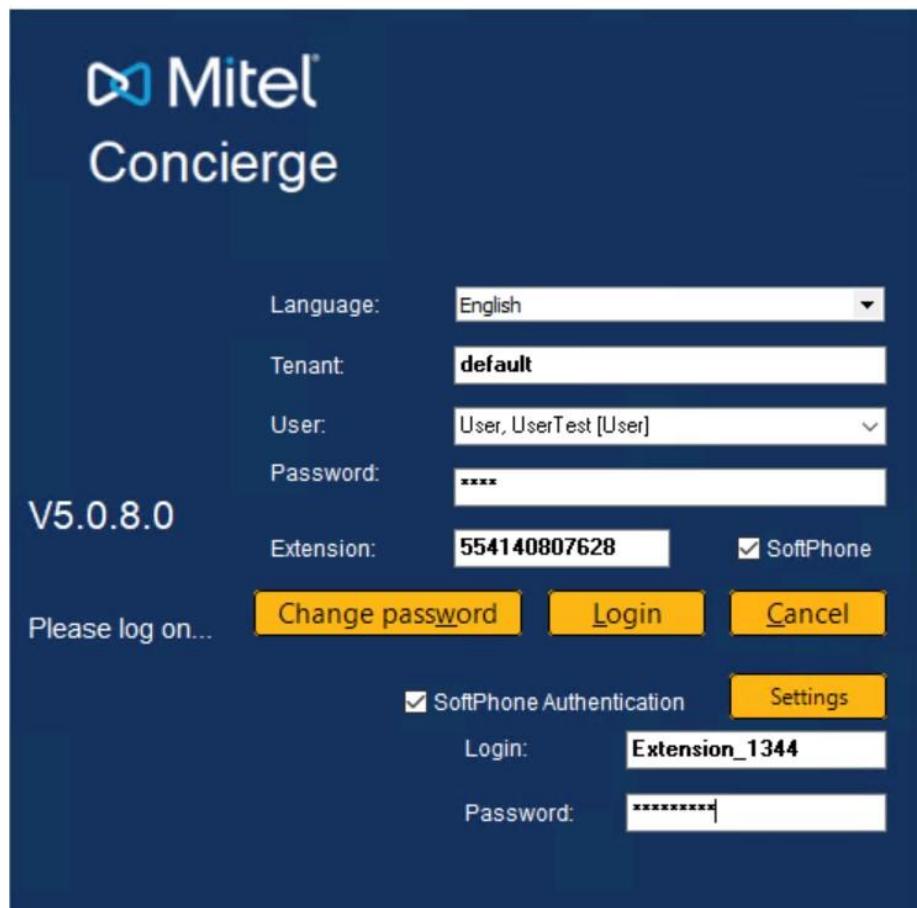 Mitel
Concierge
Language: English
Tenant: default
User: User, UserTest [User]
Password: ****
V5.0.8.0
Extension: 554140807628 SoftPhone
Change password Login Cancel
Please log on...
SoftPhone Authentication Settings
Login: Extension_1344
Password: *********